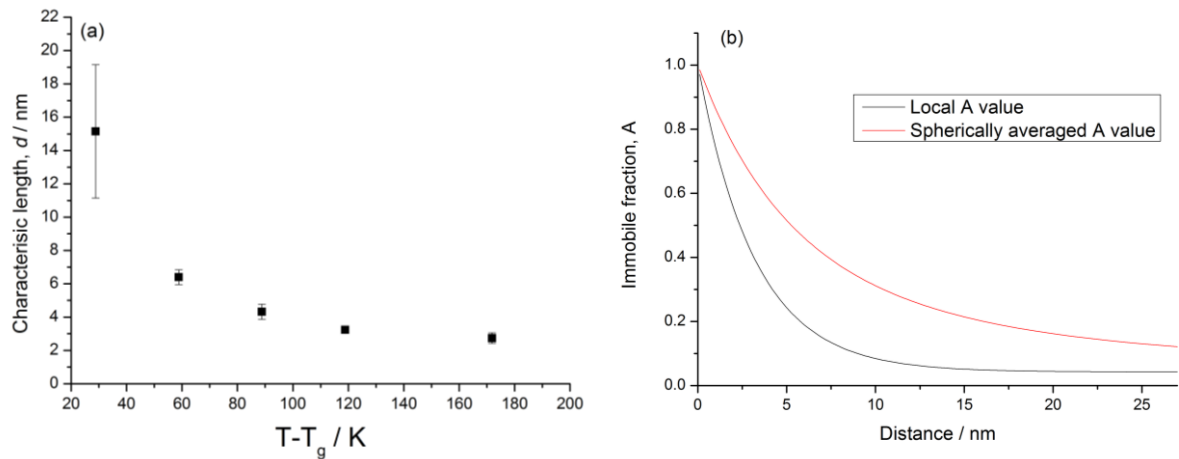 (a)
Characterisic length, d / nm
22
20
18
16
14
12
10
8
6
4
2
0
20 40 60 80 100 120 140 160 180 200
T-Tg / K
(b)
Immobile fraction, A
1.0
0.8
0.6
0.4
0.2
0.0
Local A value
Spherically averaged A value
0 5 10 15 20 25
Distance / nm